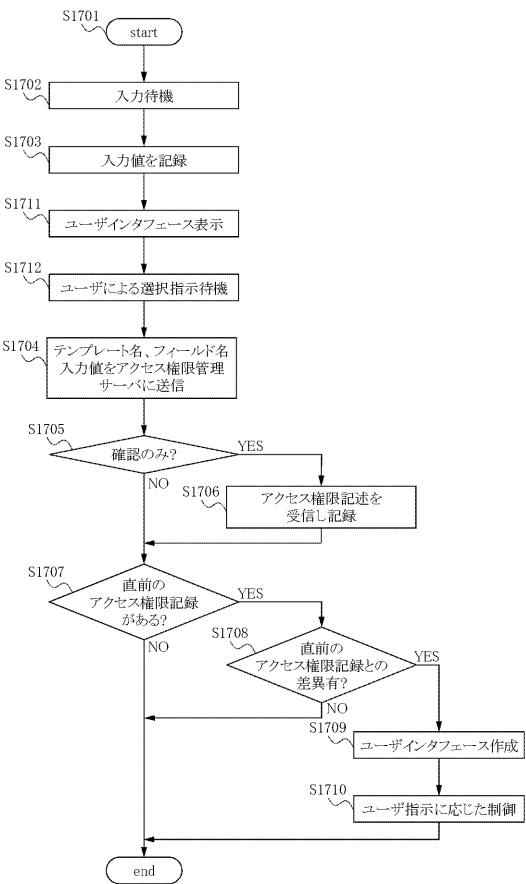 S1701
start
S1702
入力待機
S1703
入力値を記録
S1711
ユーザインタフェース表示
S1712
ユーザによる選択指示待機
S1704
テンプレート名、フィールド名
入力値をアクセス権限管理
サーバに送信
S1705
確認のみ?
YES
NO
S1706
アクセス権限記述を
受信し記録
S1707
直前の
アクセス権限記録
がある?
YES
NO
S1708
直前の
アクセス権限記録との
差異有?
YES
NO
S1709
ユーザインタフェース作成
S1710
ユーザ指示に応じた制御
end